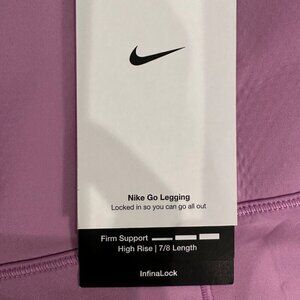 Nike Go Legging
Locked in so you can go all out
Firm Support
High Rise | 7/8 Length
InfinaLock